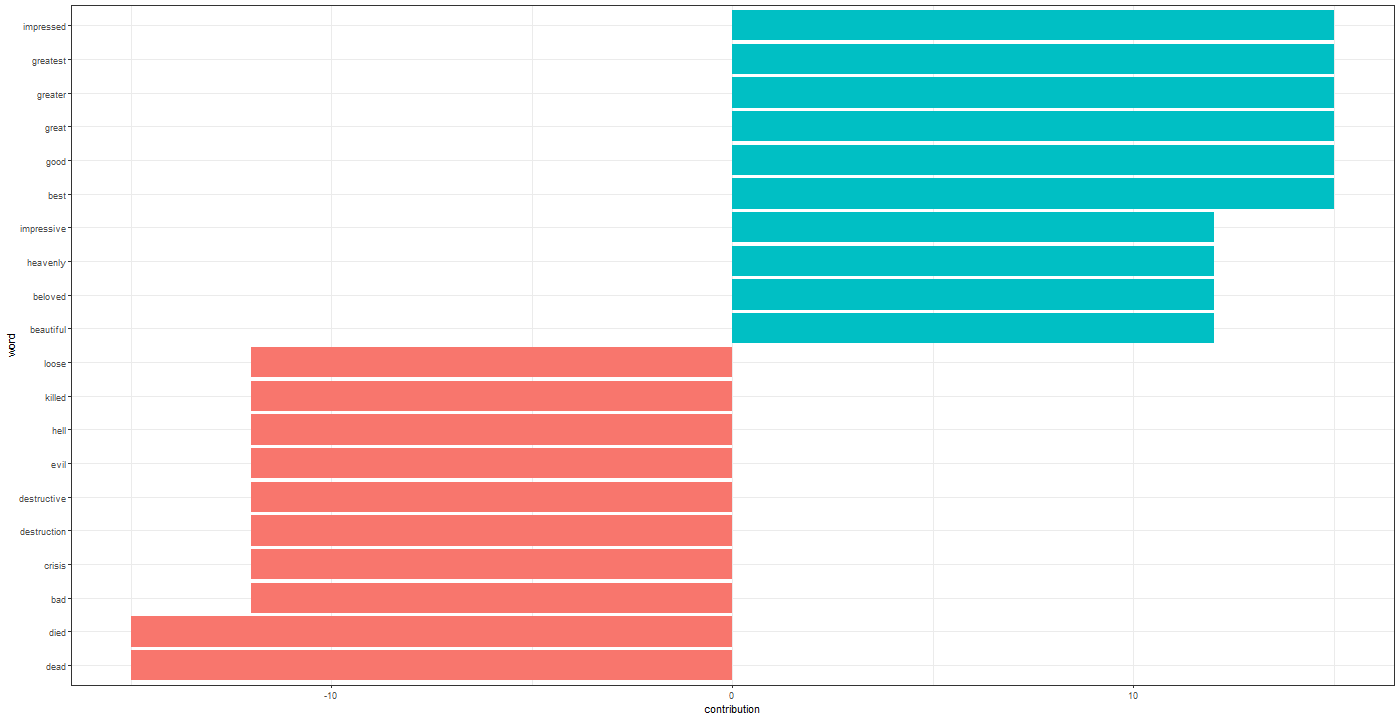 impressed
greatest
greater
great
good
best
impressive
heavenly
beloved
beautiful
loose
killed
hell
evil
destructive
destruction
crisis
bad
died
dead
word
-10
0
10
contribution